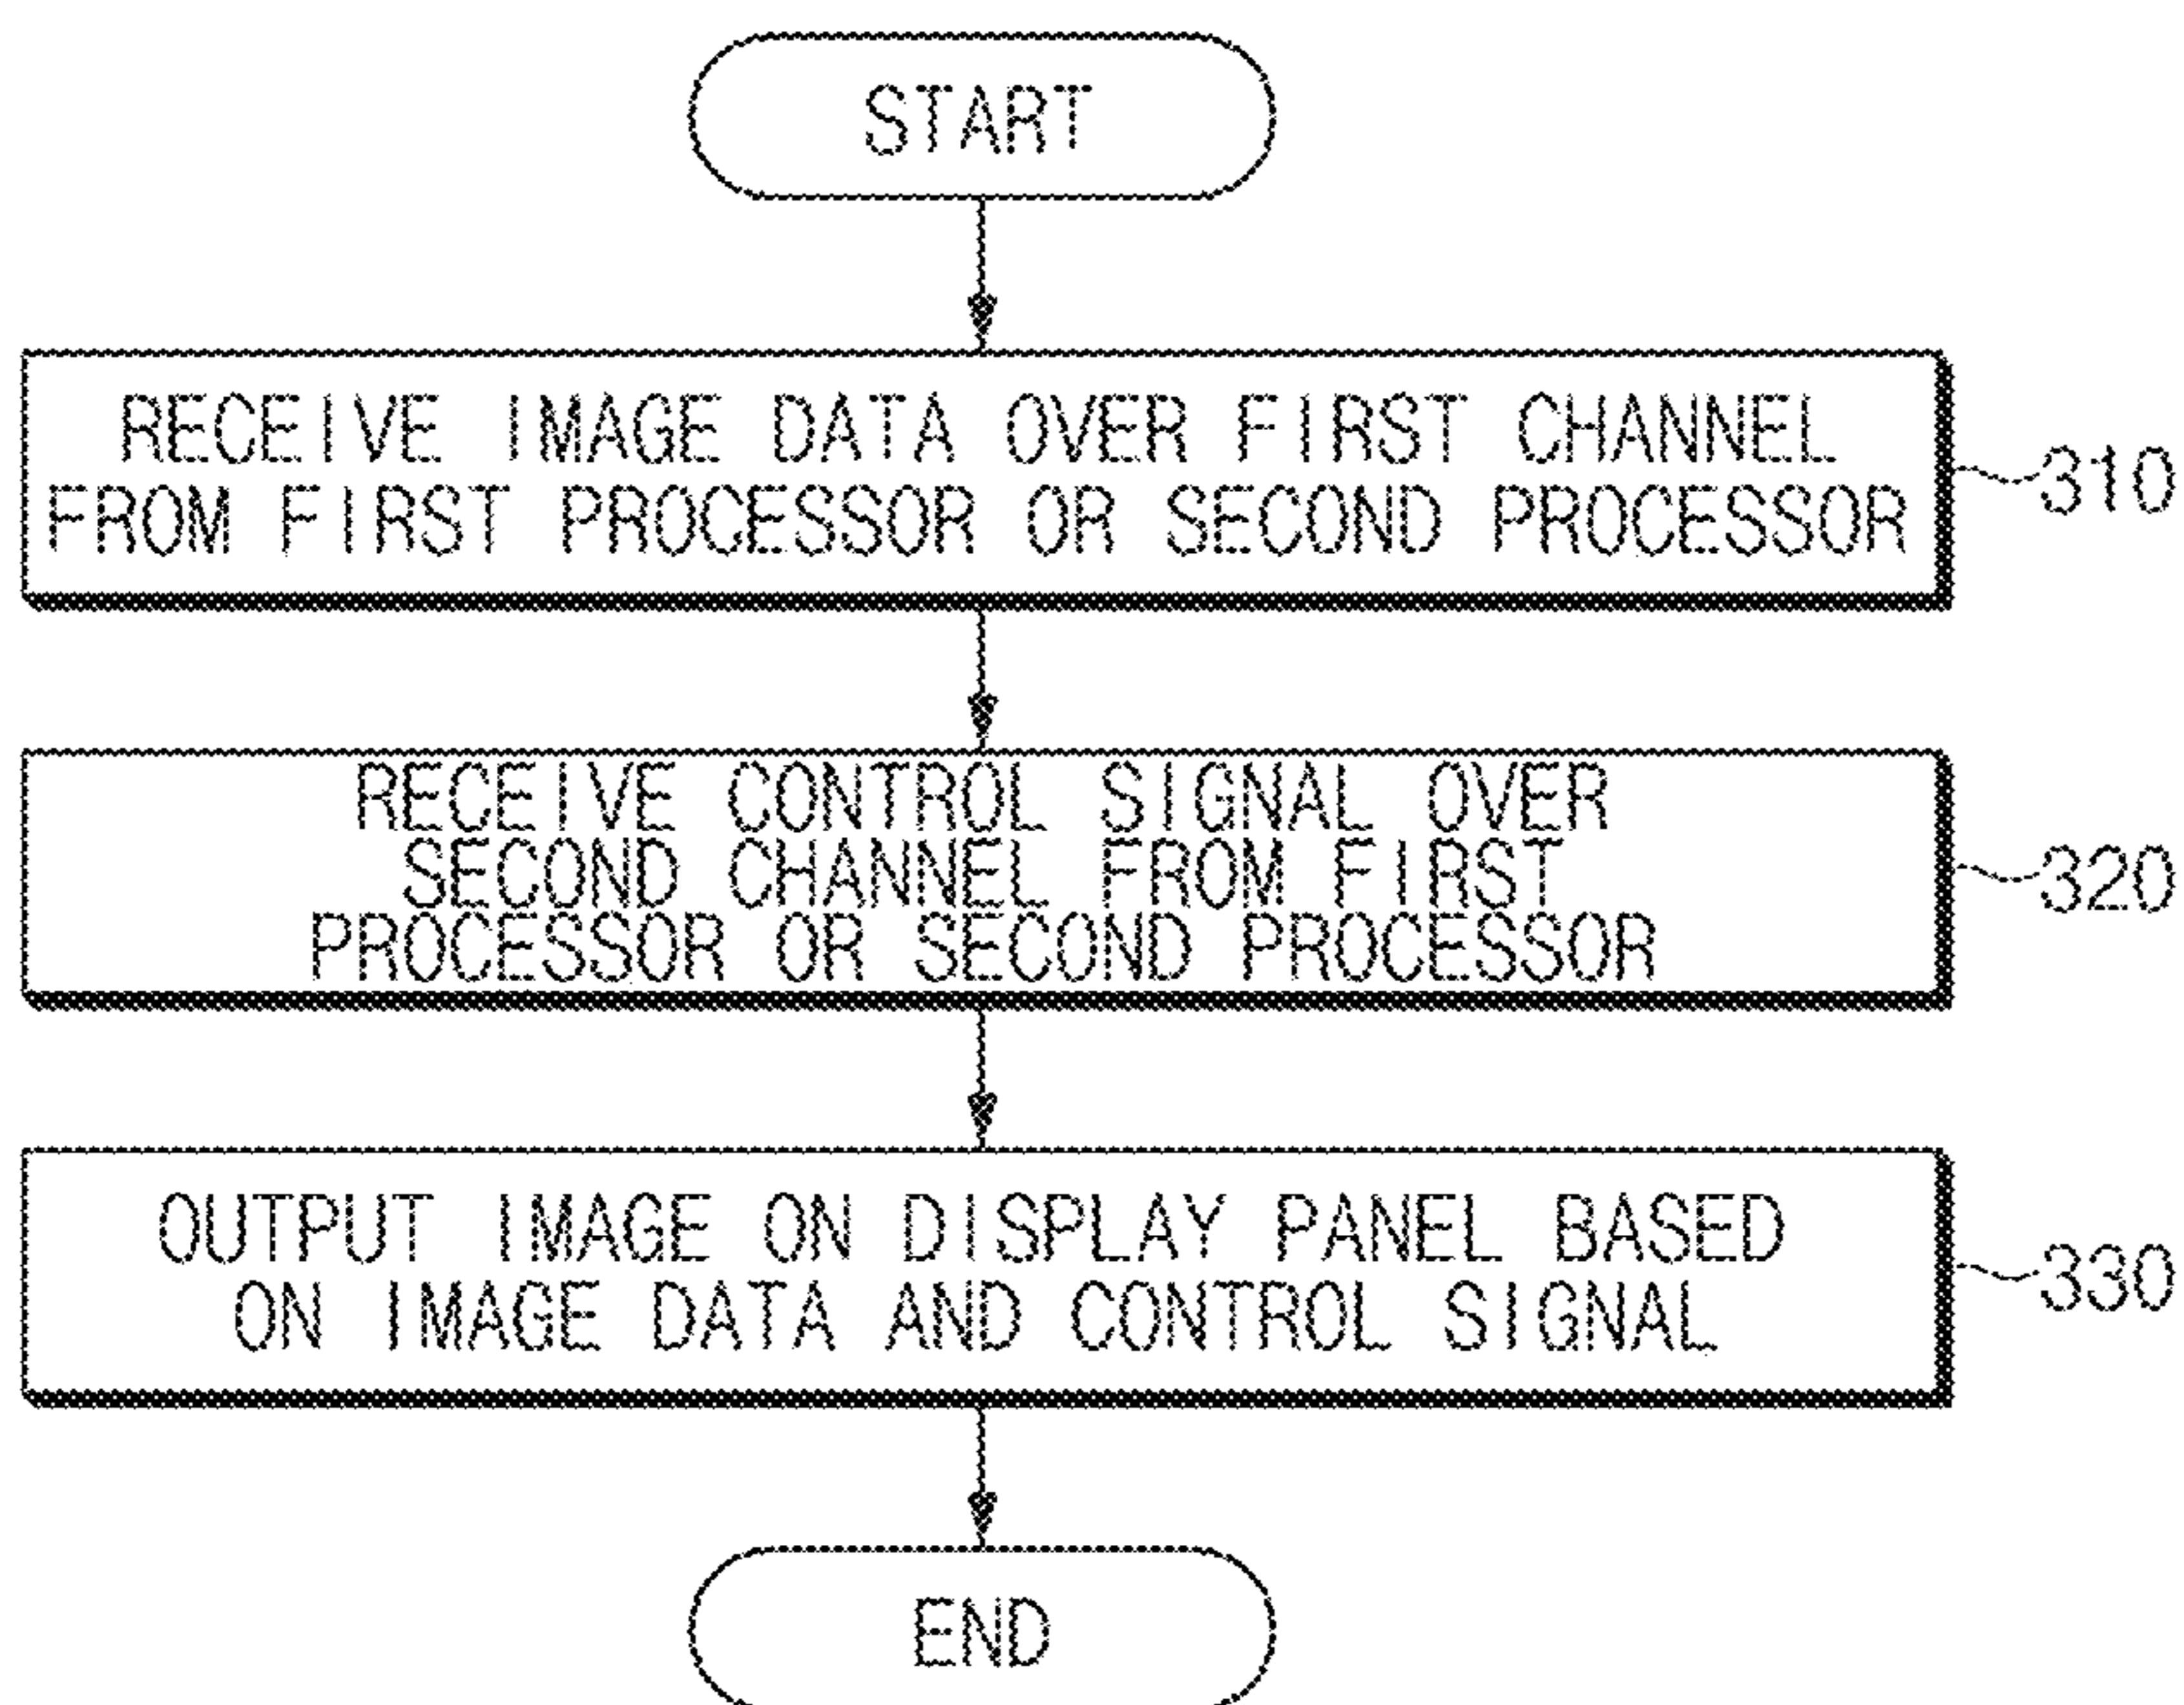 START
RECEIVE IMAGE DATA OVER FIRST CHANNEL
FROM FIRST PROCESSOR OR SECOND PROCESSOR
310
RECEIVE CONTROL SIGNAL OVER
SECOND CHANNEL FROM FIRST
PROCESSOR OR SECOND PROCESSOR
320
OUTPUT IMAGE ON DISPLAY PANEL BASED
ON IMAGE DATA AND CONTROL SIGNAL
330
END